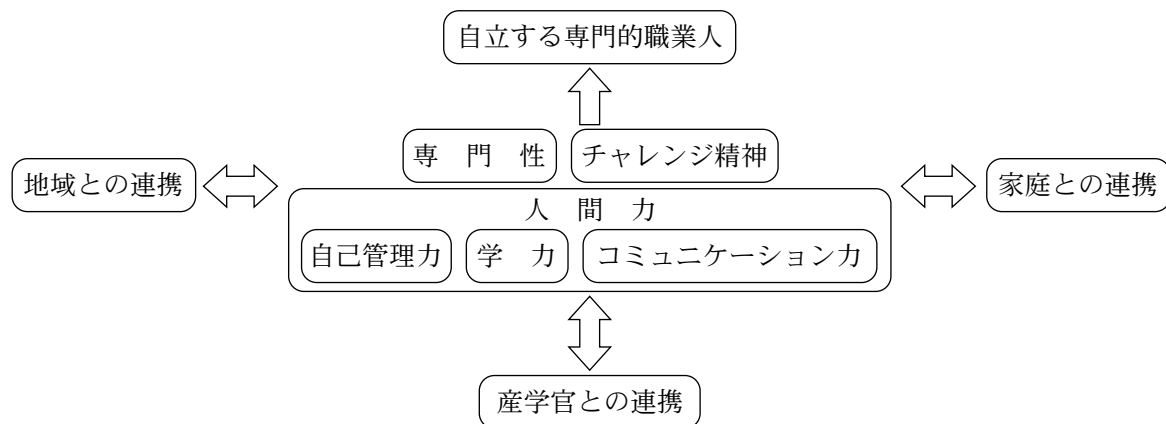 自立する専門的職業人
専　門　性
チャレンジ精神
地域との連携
家庭との連携
人　間　力
自己管理力
学　力
コミュニケーション力
産学官との連携